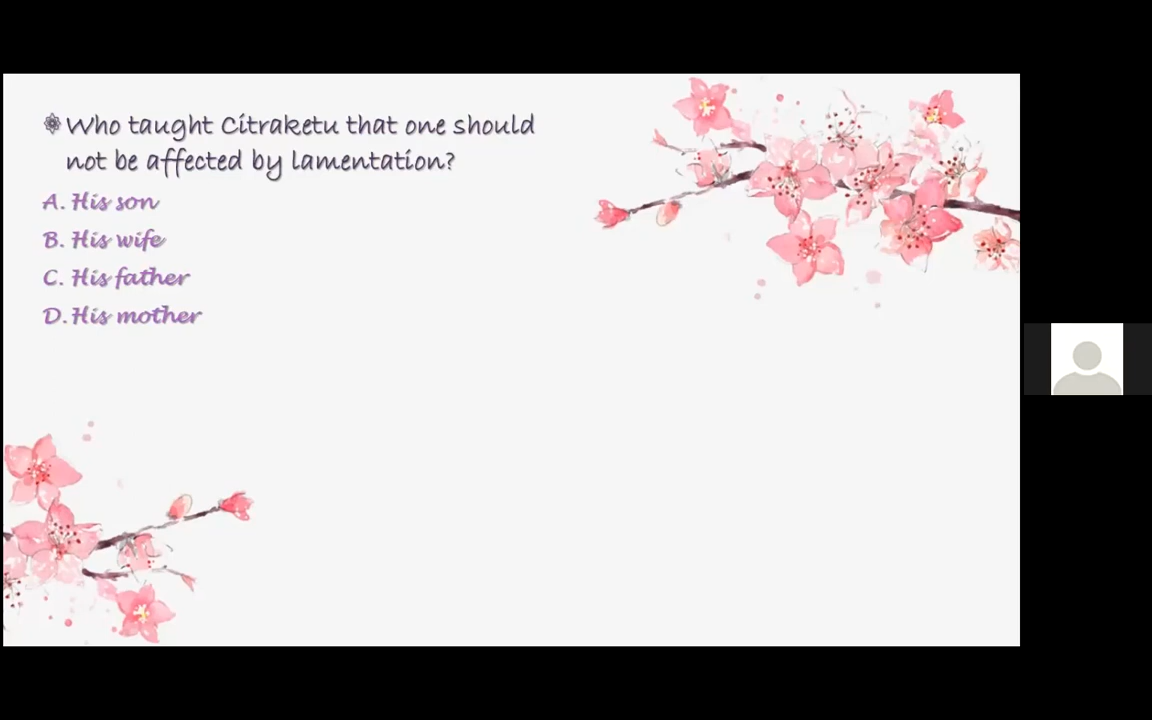 Who taught Citraketu that one should
not be affected by lamentation?
A. His son
B. His wife
C. His father
D. His mother